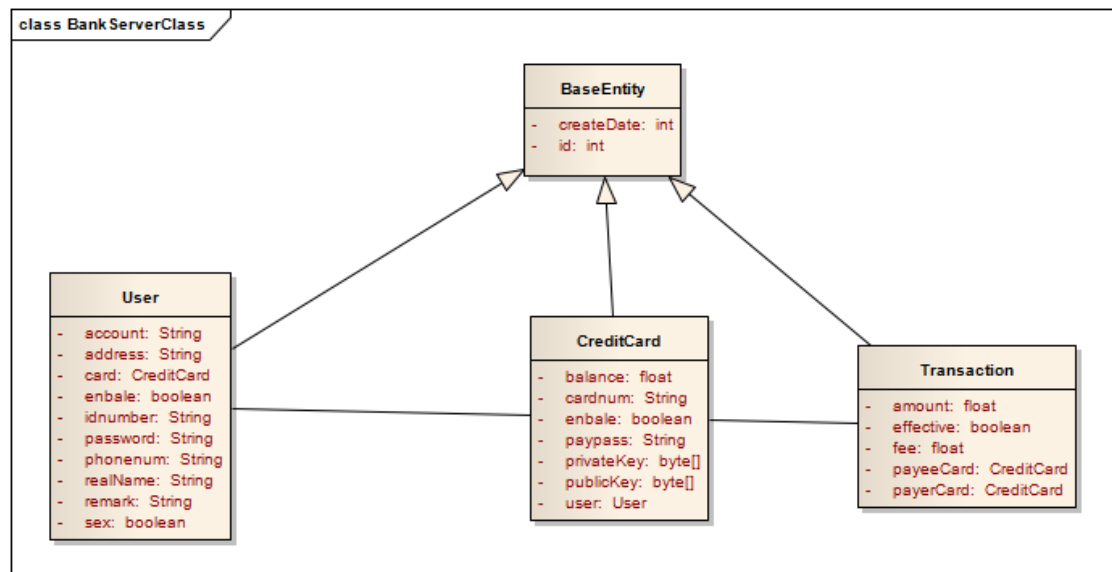 class BankServerClass
BaseEntity
- createDate: int
- id: int
User
- account: String
- address: String
- card: CreditCard
- enbale: boolean
- idnumber: String
- password: String
- phonenum: String
- realName: String
- remark: String
- sex: boolean
CreditCard
- balance: float
- cardnum: String
- enbale: boolean
- paypass: String
- privateKey: byte[]
- publicKey: byte[]
- user: User
Transaction
- amount: float
- effective: boolean
- fee: float
- payeeCard: CreditCard
- payerCard: CreditCard